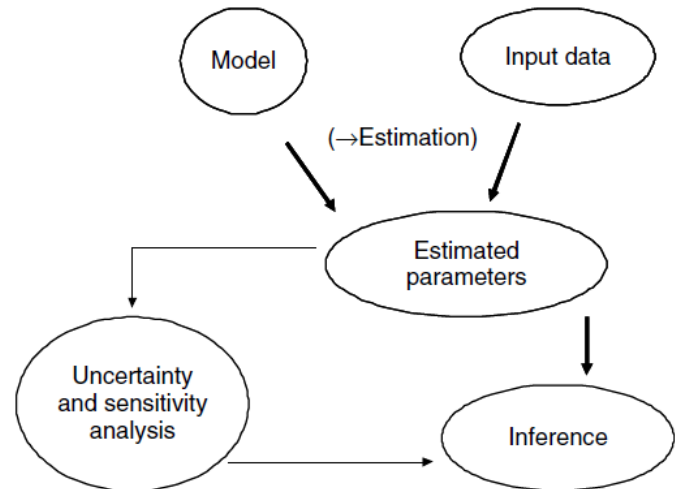 Model
Input data
(→Estimation)
Estimated
parameters
Uncertainty
and sensitivity
analysis
Inference